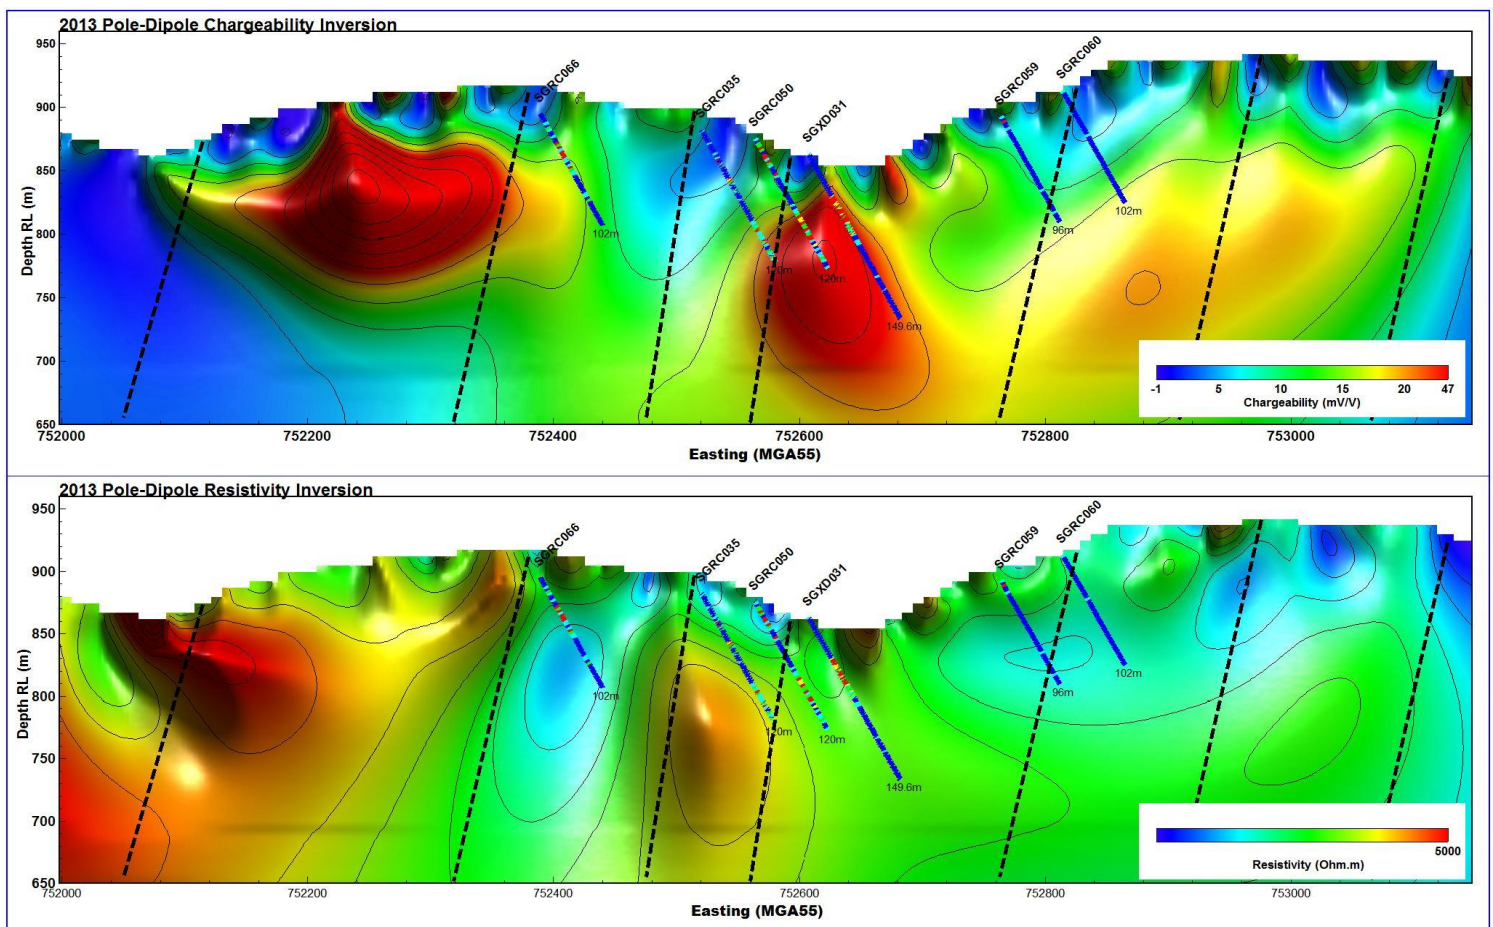 2013 Pole-Dipole Chargeability Inversion
950
900
850
800
750
700
650
Depth RL (m)
SGRC066
SGRC035
SGRC050
SGXD031
SGRC059
SGRC060
102m
120m
120m
149.6m
96m
102m
-1 5 10 15 20 47
Chargeability (mV/V)
752000 752200 752400 752600 752800 753000
Easting (MGA55)
2013 Pole-Dipole Resistivity Inversion
950
900
850
800
750
700
650
Depth RL (m)
SGRC066
SGRC035
SGRC050
SGXD031
SGRC059
SGRC060
102m
120m
120m
149.6m
96m
102m
5000
Resistivity (Ohm.m)
752000 752200 752400 752600 752800 753000
Easting (MGA55)